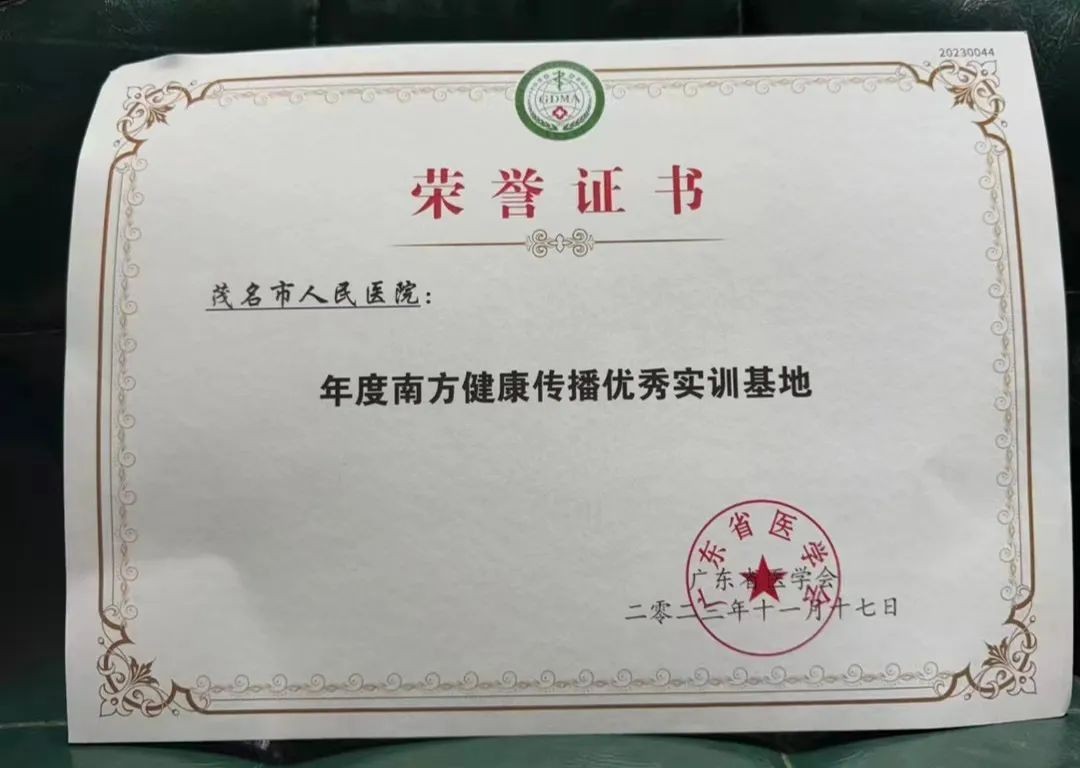 20230044
GDMA
荣誉证书
茂名市人民医院：
年度南方健康传播优秀实训基地
广东省医学会
广东省医学会
二零二三年十一月十七日